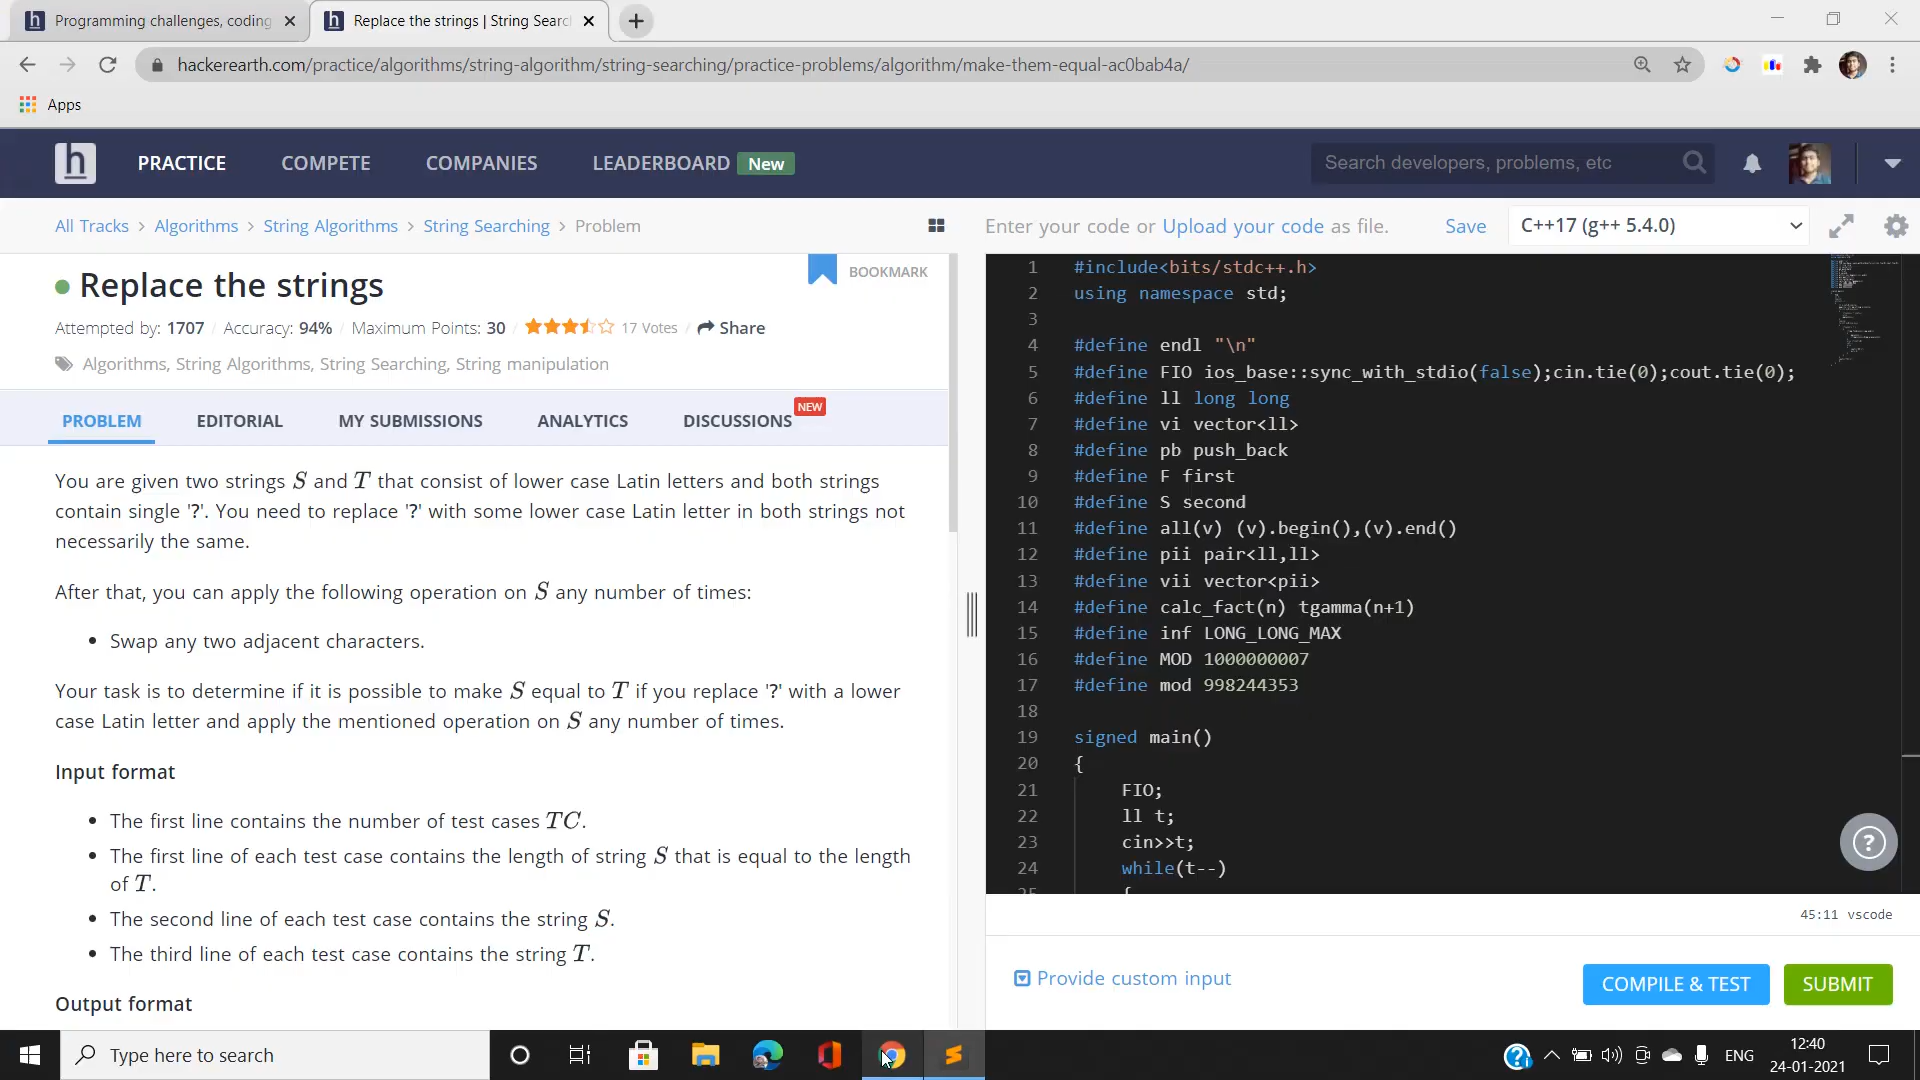 Programming challenges, coding
Replace the strings | String Searc
hackerearth.com/practice/algorithms/string-algorithm/string-searching/practice-problems/algorithm/make-them-equal-ac0bab4a/
Apps
h PRACTICE COMPETE COMPANIES LEADERBOARD New Search developers, problems, etc
All Tracks > Algorithms > String Algorithms > String Searching > Problem
Enter your code or Upload your code as file. Save C++17 (g++ 5.4.0)
Replace the strings
BOOKMARK
Attempted by: 1707 / Accuracy: 94% / Maximum Points: 30 / 17 Votes / Share
Algorithms, String Algorithms, String Searching, String manipulation
PROBLEM EDITORIAL MY SUBMISSIONS ANALYTICS DISCUSSIONS NEW
You are given two strings S and T that consist of lower case Latin letters and both strings
contain single '?'. You need to replace '?' with some lower case Latin letter in both strings not
necessarily the same.
After that, you can apply the following operation on S any number of times:
• Swap any two adjacent characters.
Your task is to determine if it is possible to make S equal to T if you replace '?' with a lower
case Latin letter and apply the mentioned operation on S any number of times.
Input format
• The first line contains the number of test cases TC.
• The first line of each test case contains the length of string S that is equal to the length
of T.
• The second line of each test case contains the string S.
• The third line of each test case contains the string T.
Output format
1 #include<bits/stdc++.h>
2 using namespace std;
3
4 #define endl "\n"
5 #define FIO ios_base::sync_with_stdio(false);cin.tie(0);cout.tie(0);
6 #define ll long long
7 #define vi vector<ll>
8 #define pb push_back
9 #define F first
10 #define S second
11 #define all(v) (v).begin(),(v).end()
12 #define pii pair<ll,ll>
13 #define vii vector<pii>
14 #define calc_fact(n) tgamma(n+1)
15 #define inf LONG_LONG_MAX
16 #define MOD 1000000007
17 #define mod 998244353
18
19 signed main()
20 {
21 FIO;
22 ll t;
23 cin>>t;
24 while(t--)
25 {
45:11 vscode
Provide custom input
COMPILE & TEST SUBMIT
?
Type here to search
ENG
12:40
24-01-2021